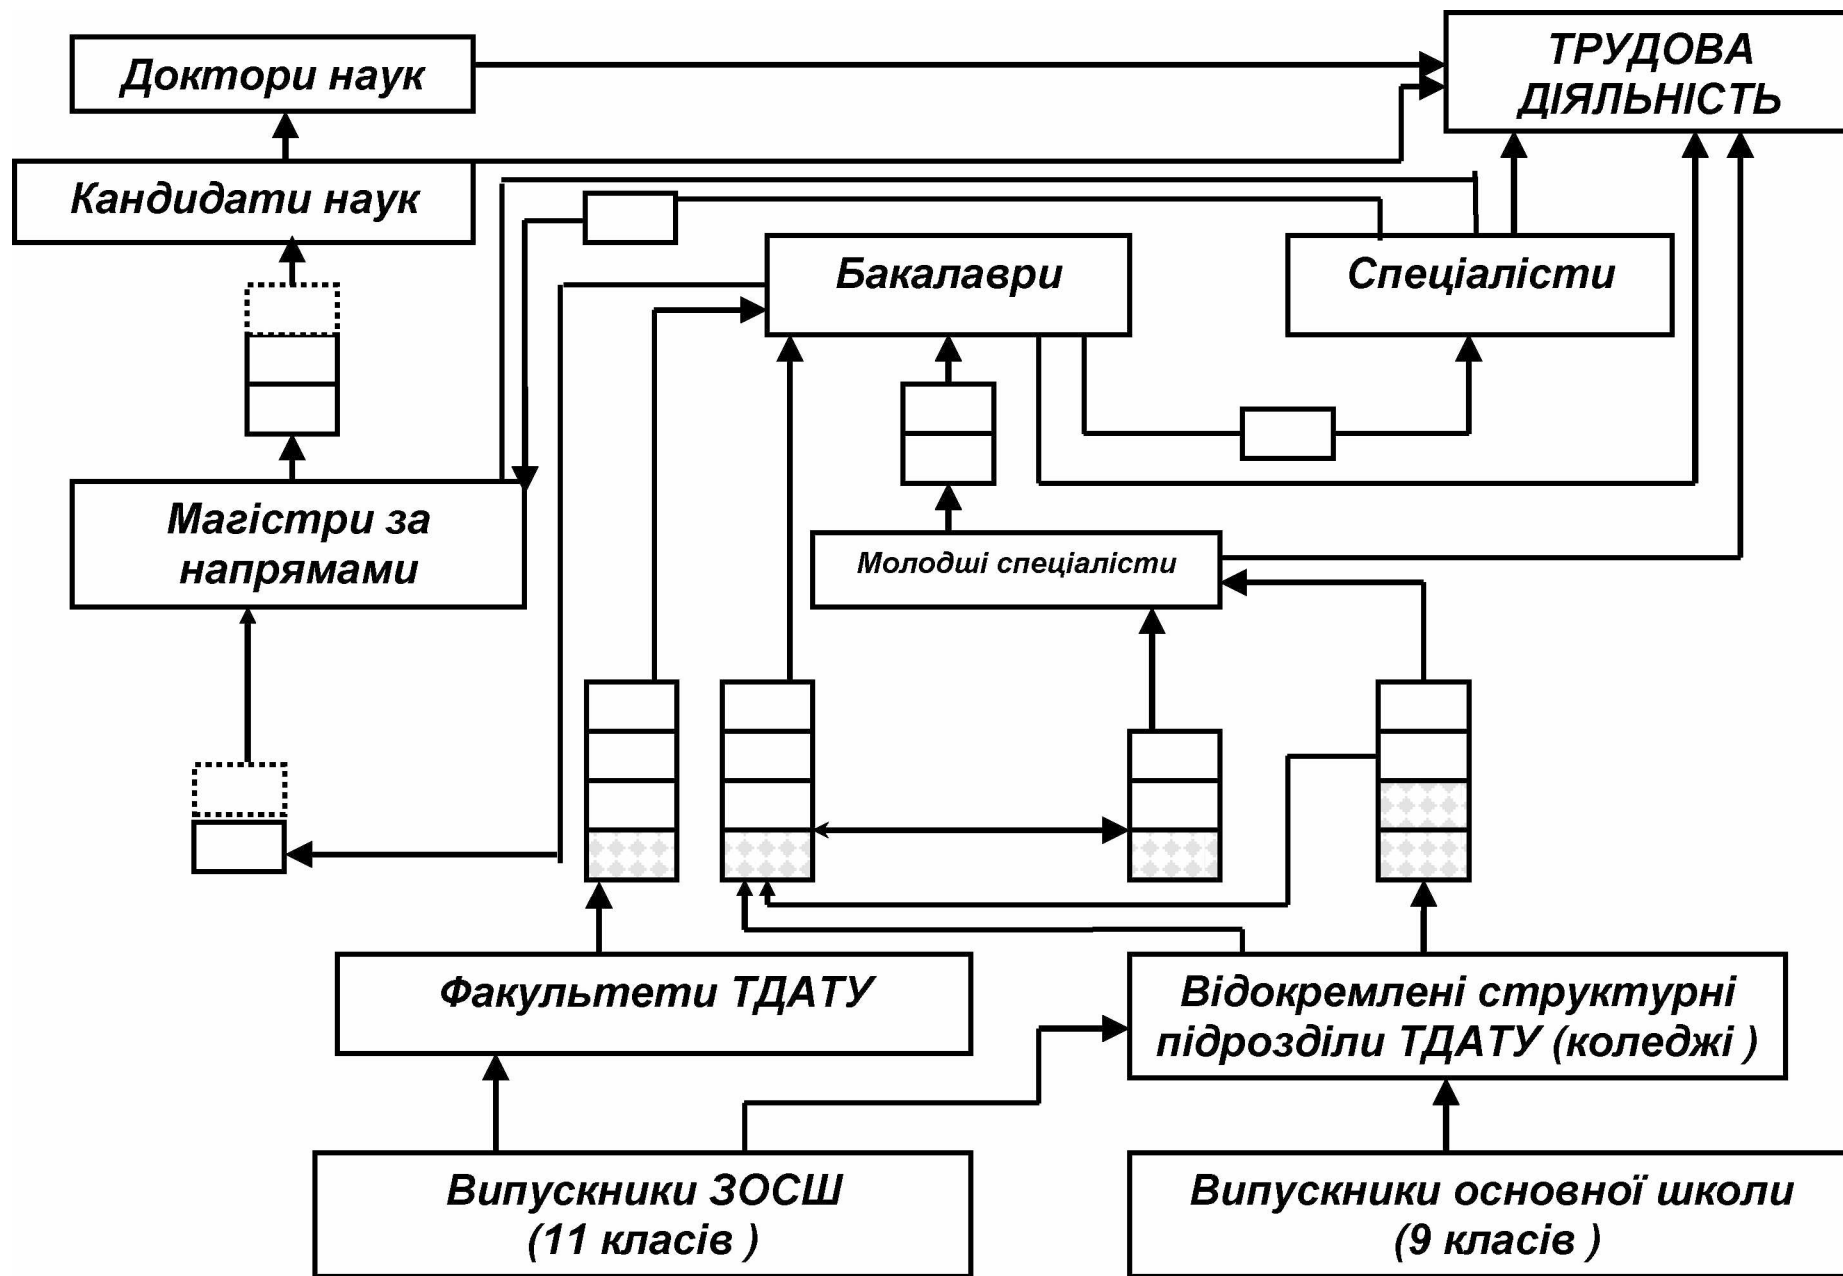 Доктори наук
ТРУДОВА
ДІЯЛЬНІСТЬ
Кандидати наук
Бакалаври
Спеціалісти
Магістри за
напрямами
Молодші спеціалісти
Факультети ТДАТУ
Відокремлені структурні
підрозділи ТДАТУ (коледжі )
Випускники ЗОСШ
(11 класів )
Випускники основної школи
(9 класів )